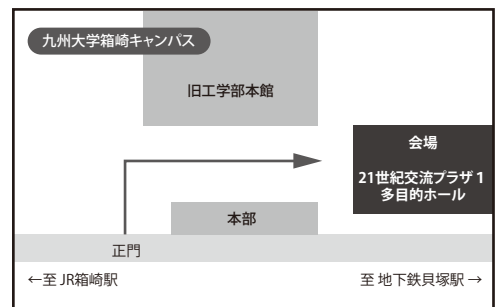 九州大学箱崎キャンパス
旧工学部本館
会場
21世紀交流プラザ1
多目的ホール
本部
正門
←至 JR箱崎駅
至 地下鉄貝塚駅→